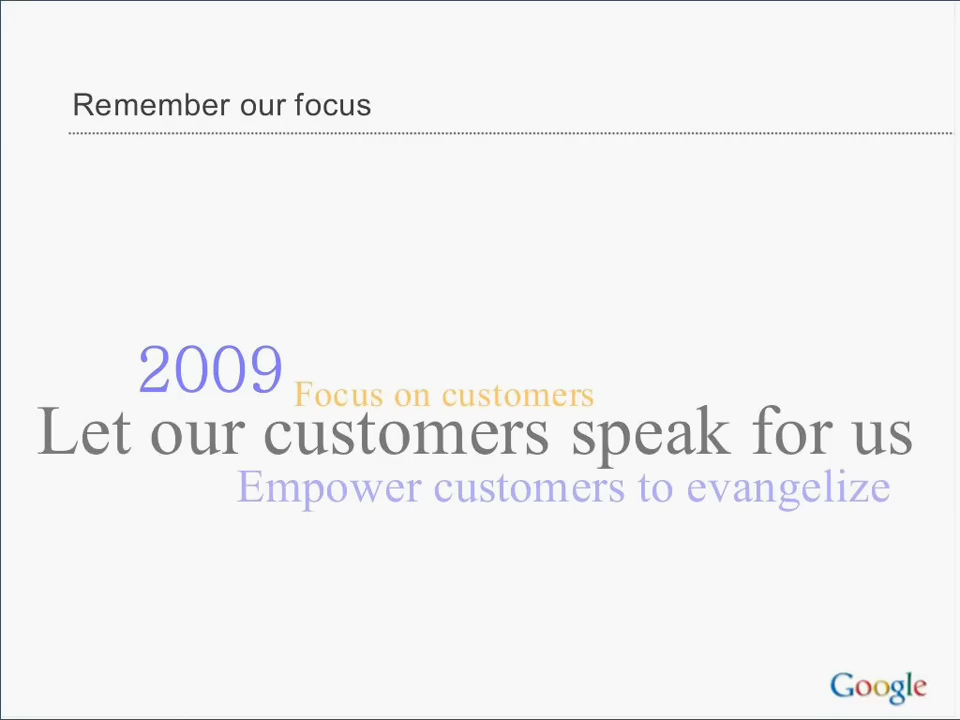 Remember our focus
2009
Focus on customers
Let our customers speak for us
Empower customers to evangelize
Google